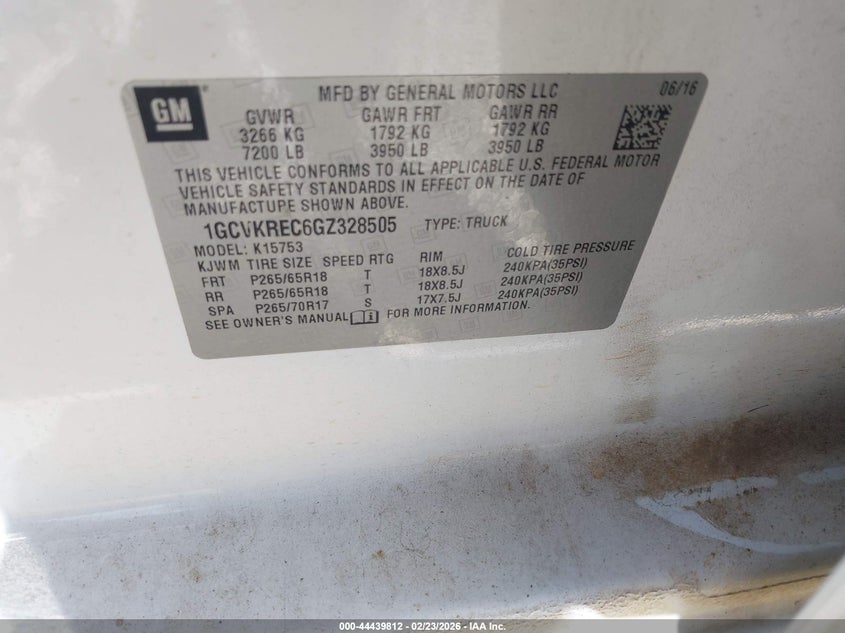 GM
MFD BY GENERAL MOTORS LLC 06/16
GVWR GAWR FRT GAWR RR
3266 KG 1792 KG 1792 KG
7200 LB 3950 LB 3950 LB
THIS VEHICLE CONFORMS TO ALL APPLICABLE U.S. FEDERAL MOTOR
VEHICLE SAFETY STANDARDS IN EFFECT ON THE DATE OF
MANUFACTURE SHOWN ABOVE.
1GCVKREC6GZ328505 TYPE: TRUCK
MODEL: K15753
KJWM TIRE SIZE SPEED RTG RIM COLD TIRE PRESSURE
FRT P265/65R18 T 18X8.5J 240KPA(35PSI)
RR P265/65R18 T 18X8.5J 240KPA(35PSI)
SPA P265/70R17 S 17X7.5J 240KPA(35PSI)
SEE OWNER'S MANUAL FOR MORE INFORMATION.
000-44439812 - 02/23/2026 - IAA Inc.